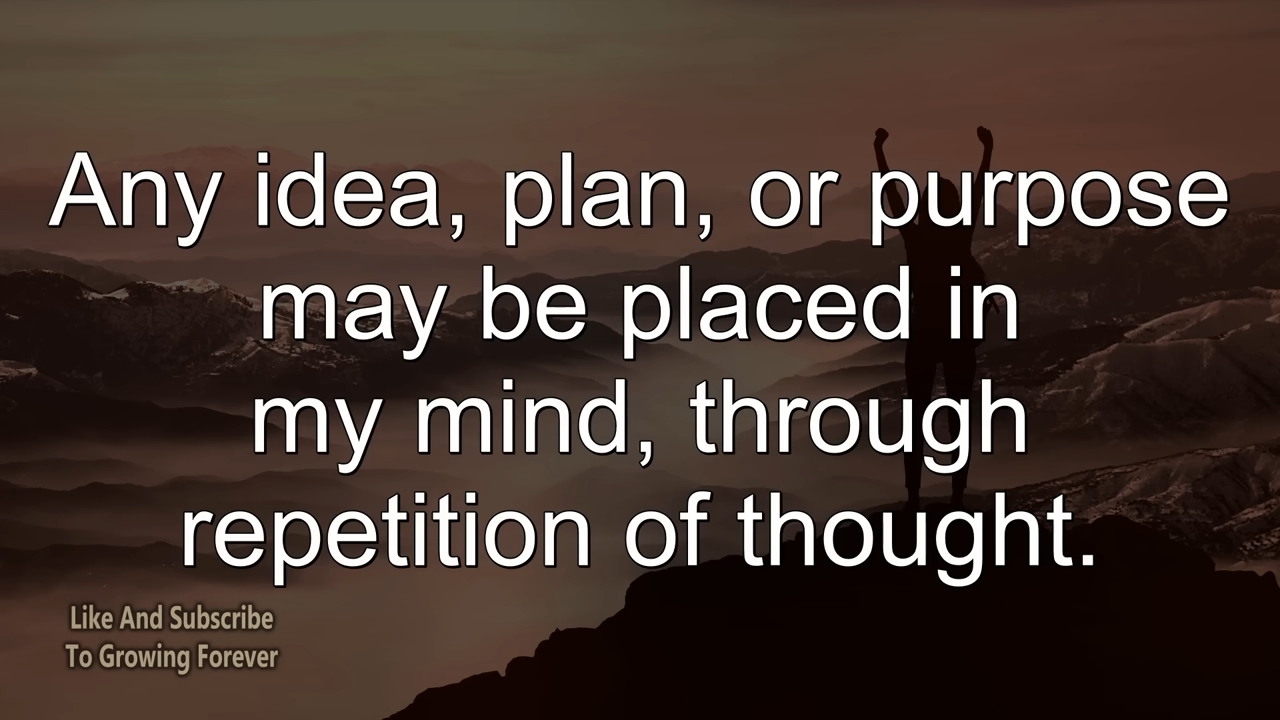 Any idea, plan, or purpose
may be placed in
my mind, through
repetition of thought.
Like And Subscribe
To Growing Forever